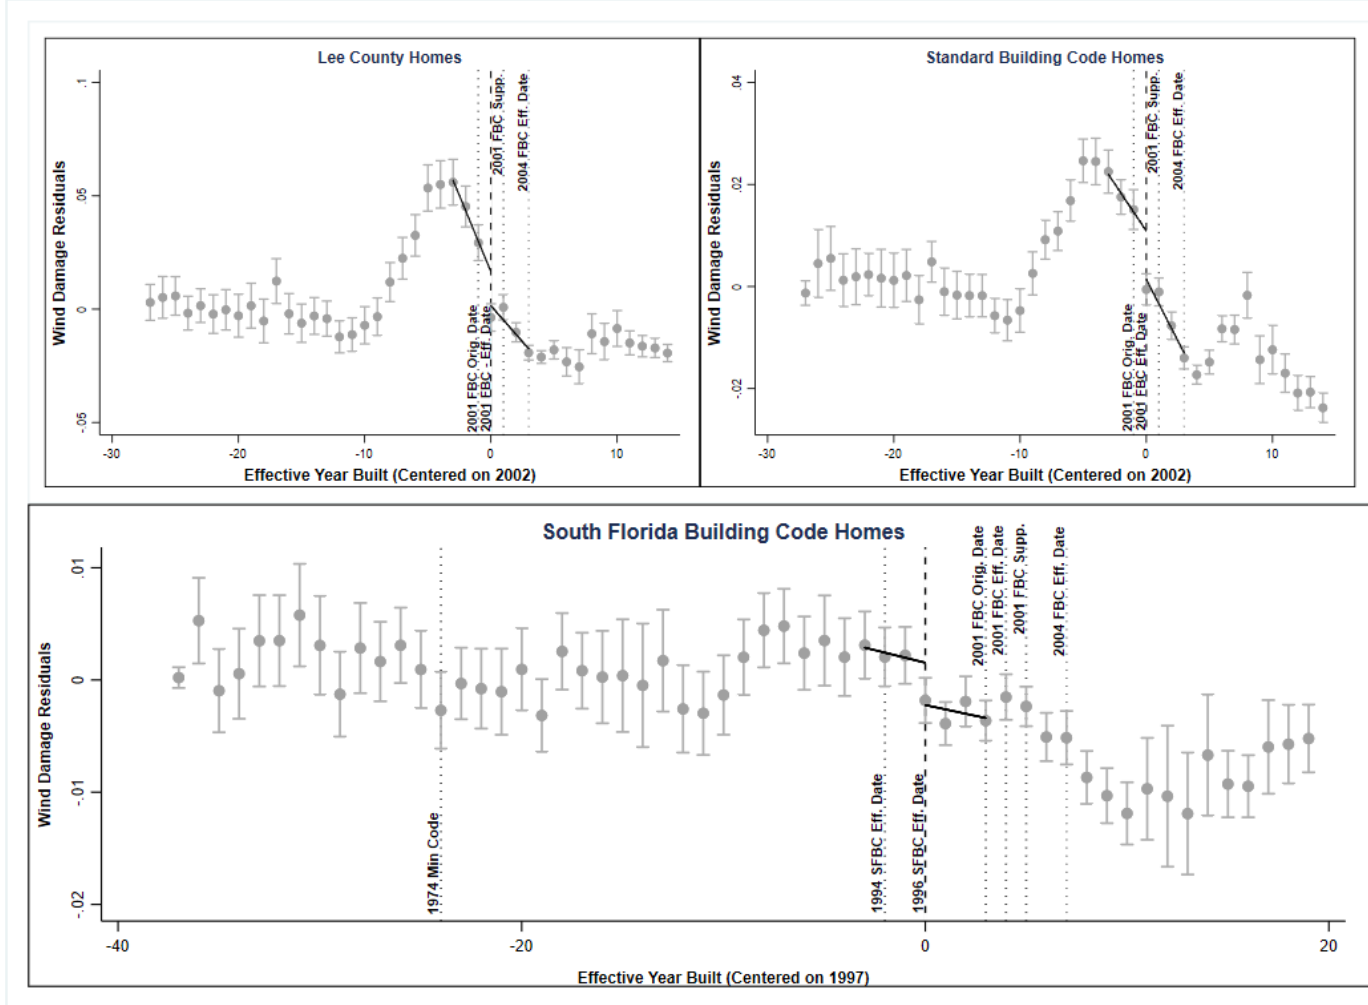 Lee County Homes
Wind Damage Residuals
.1
.05
0
-.05
2001 FBC Orig. Date
2001 FBC - Eff. Date
2001 FBC Supp.
2004 FBC Eff. Date
-30
-20
-10
0
10
Effective Year Built (Centered on 2002)
Standard Building Code Homes
Wind Damage Residuals
.04
.02
0
-.02
2001 FBC Orig. Date
2001 FBC Eff. Date
2001 FBC Supp.
2004 FBC Eff. Date
-30
-20
-10
0
10
Effective Year Built (Centered on 2002)
South Florida Building Code Homes
Wind Damage Residuals
.01
0
-.01
-.02
1974 Min Code
1994 SFBC Eff. Date
1996 SFBC Eff. Date
2001 FBC Orig. Date
2001 FBC Eff. Date
2001 FBC Supp.
2004 FBC Eff. Date
-40
-20
0
20
Effective Year Built (Centered on 1997)